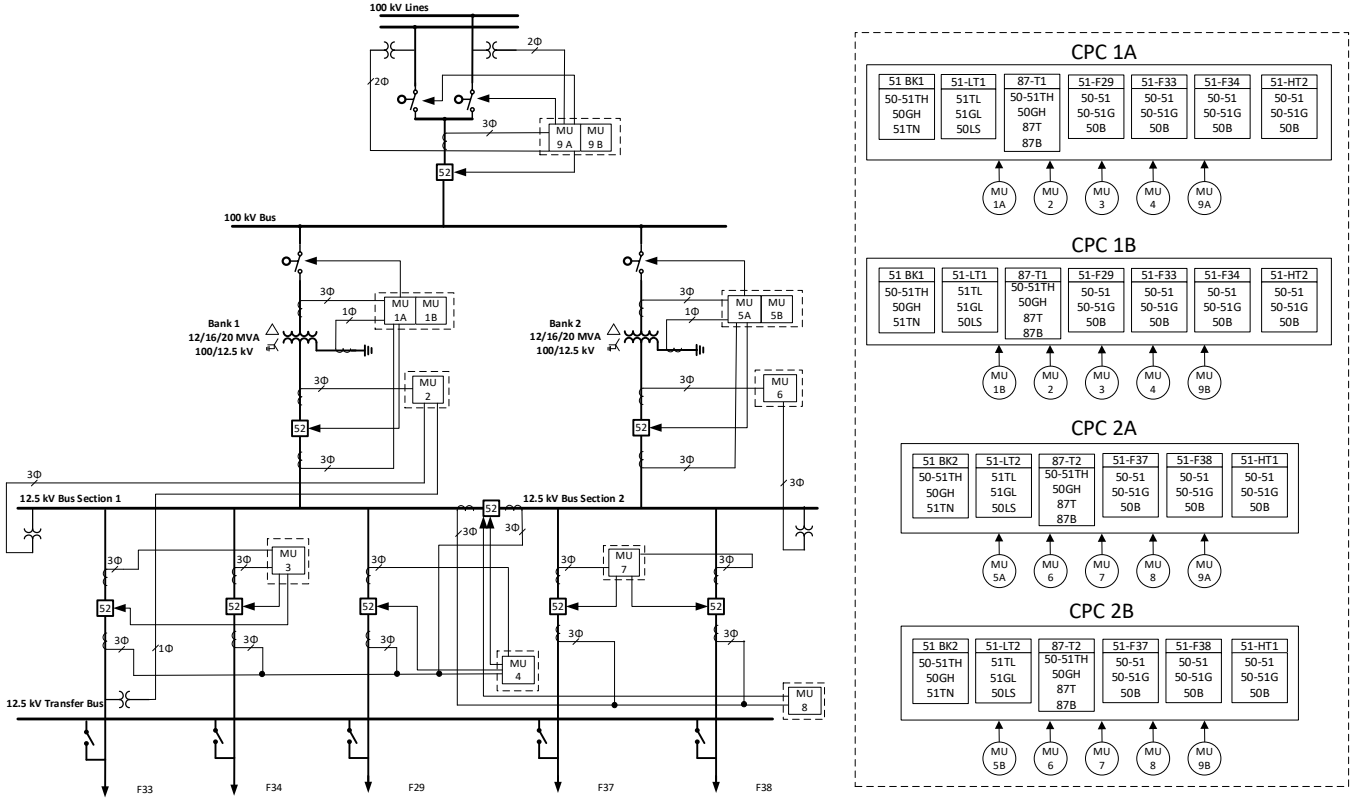 100 kV Lines
2Φ
2Φ
3Φ
MU
9 A
MU
9 B
52
100 kV Bus
3Φ
1Φ
MU
1A
MU
1B
Bank 1
12/16/20 MVA
100/12.5 kV
3Φ
MU
2
52
3Φ
3Φ
1Φ
MU
5A
MU
5B
Bank 2
12/16/20 MVA
100/12.5 kV
3Φ
MU
6
52
3Φ
3Φ
3Φ
12.5 kV Bus Section 1
52
12.5 kV Bus Section 2
3Φ
3Φ
3Φ
3Φ
MU
3
3Φ
3Φ
MU
7
3Φ
52
52
52
52
52
3Φ
1Φ
3Φ
3Φ
3Φ
3Φ
MU
4
MU
8
12.5 kV Transfer Bus
F33
F34
F29
F37
F38
CPC 1A
51 BK1
50-51TH
50GH
51TN
51-LT1
51TL
51GL
50LS
87-T1
50-51TH
50GH
87T
87B
51-F29
50-51
50-51G
50B
51-F33
50-51
50-51G
50B
51-F34
50-51
50-51G
50B
51-HT2
50-51
50-51G
50B
MU
1A
MU
2
MU
3
MU
4
MU
9A
CPC 1B
51 BK1
50-51TH
50GH
51TN
51-LT1
51TL
51GL
50LS
87-T1
50-51TH
50GH
87T
87B
51-F29
50-51
50-51G
50B
51-F33
50-51
50-51G
50B
51-F34
50-51
50-51G
50B
51-HT2
50-51
50-51G
50B
MU
1B
MU
2
MU
3
MU
4
MU
9B
CPC 2A
51 BK2
50-51TH
50GH
51TN
51-LT2
51TL
51GL
50LS
87-T2
50-51TH
50GH
87T
87B
51-F37
50-51
50-51G
50B
51-F38
50-51
50-51G
50B
51-HT1
50-51
50-51G
50B
MU
5A
MU
6
MU
7
MU
8
MU
9A
CPC 2B
51 BK2
50-51TH
50GH
51TN
51-LT2
51TL
51GL
50LS
87-T2
50-51TH
50GH
87T
87B
51-F37
50-51
50-51G
50B
51-F38
50-51
50-51G
50B
51-HT1
50-51
50-51G
50B
MU
5B
MU
6
MU
7
MU
8
MU
9B